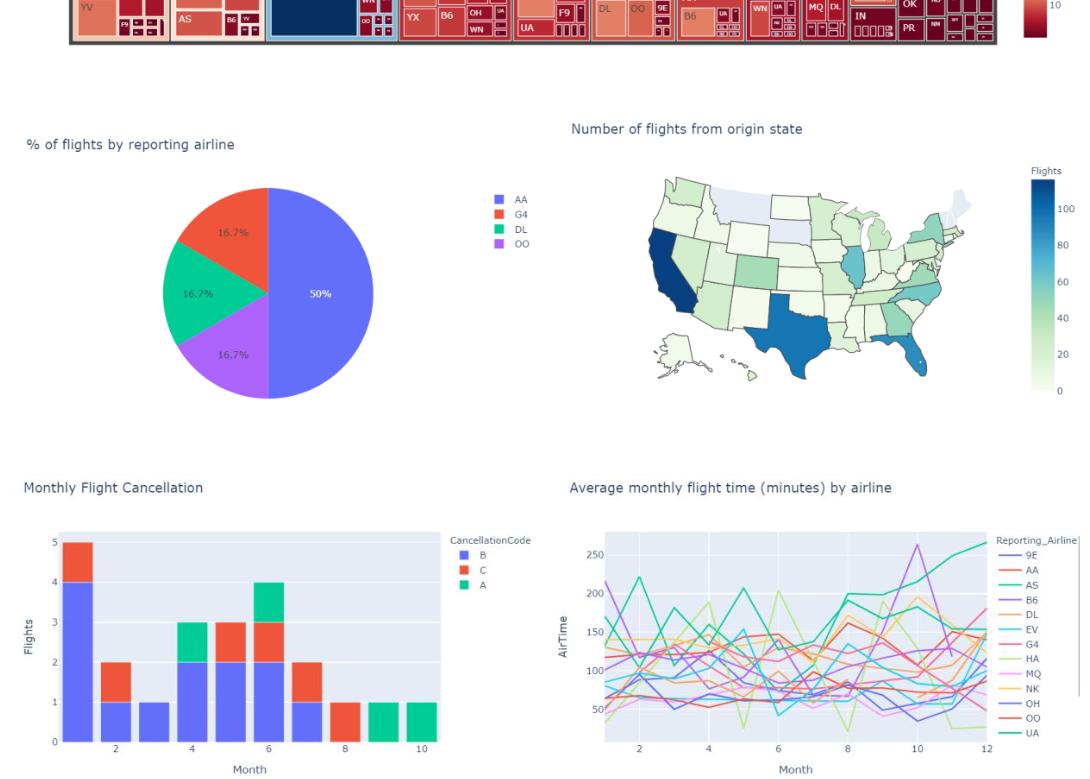 YV
F9
AS
B6
YV
WN
OO
YX
B6
OH
UA
WN
UA
F9
DL
OO
9E
B6
UA
WN
UA
MQ
DL
IN
OK
PR
NM
10
% of flights by reporting airline
Number of flights from origin state
AA
G4
DL
OO
16.7%
16.7%
50%
16.7%
Flights
100
80
60
40
20
0
Monthly Flight Cancellation
Average monthly flight time (minutes) by airline
CancellationCode
B
C
A
5
4
3
2
1
0
Flights
2
4
6
8
10
Month
Reporting_Airline
9E
AA
AS
B6
DL
EV
G4
HA
MQ
NK
OH
OO
UA
250
200
150
100
50
AirTime
2
4
6
8
10
12
Month